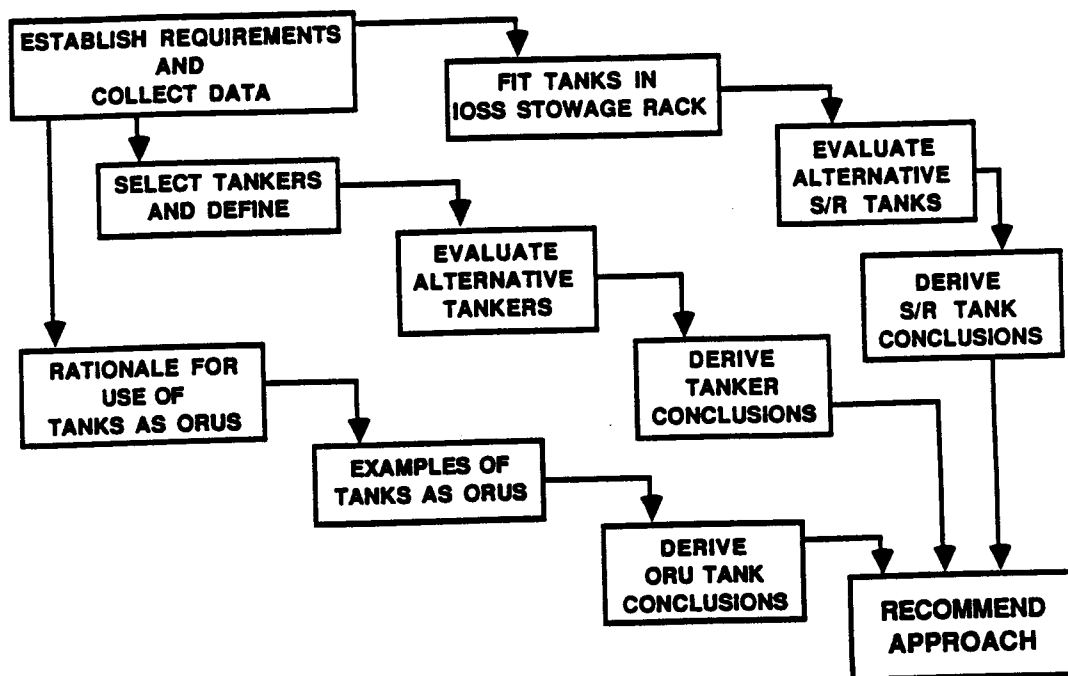 ESTABLISH REQUIREMENTS
AND
COLLECT DATA
FIT TANKS IN
IOSS STOWAGE RACK
EVALUATE
ALTERNATIVE
S/R TANKS
SELECT TANKERS
AND DEFINE
EVALUATE
ALTERNATIVE
TANKERS
DERIVE
S/R TANK
CONCLUSIONS
RATIONALE FOR
USE OF
TANKS AS ORUS
DERIVE
TANKER
CONCLUSIONS
EXAMPLES OF
TANKS AS ORUS
DERIVE
ORU TANK
CONCLUSIONS
RECOMMEND
APPROACH